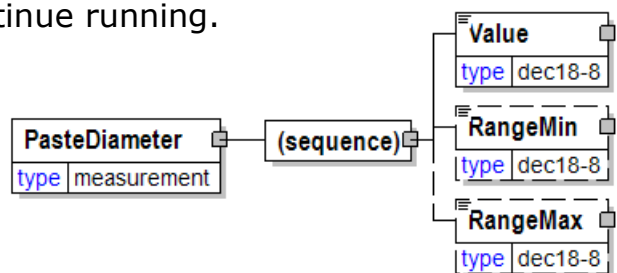 tinue running.
Value
type dec18-8
PasteDiameter
type measurement
(sequence)
RangeMin
type dec18-8
RangeMax
type dec18-8